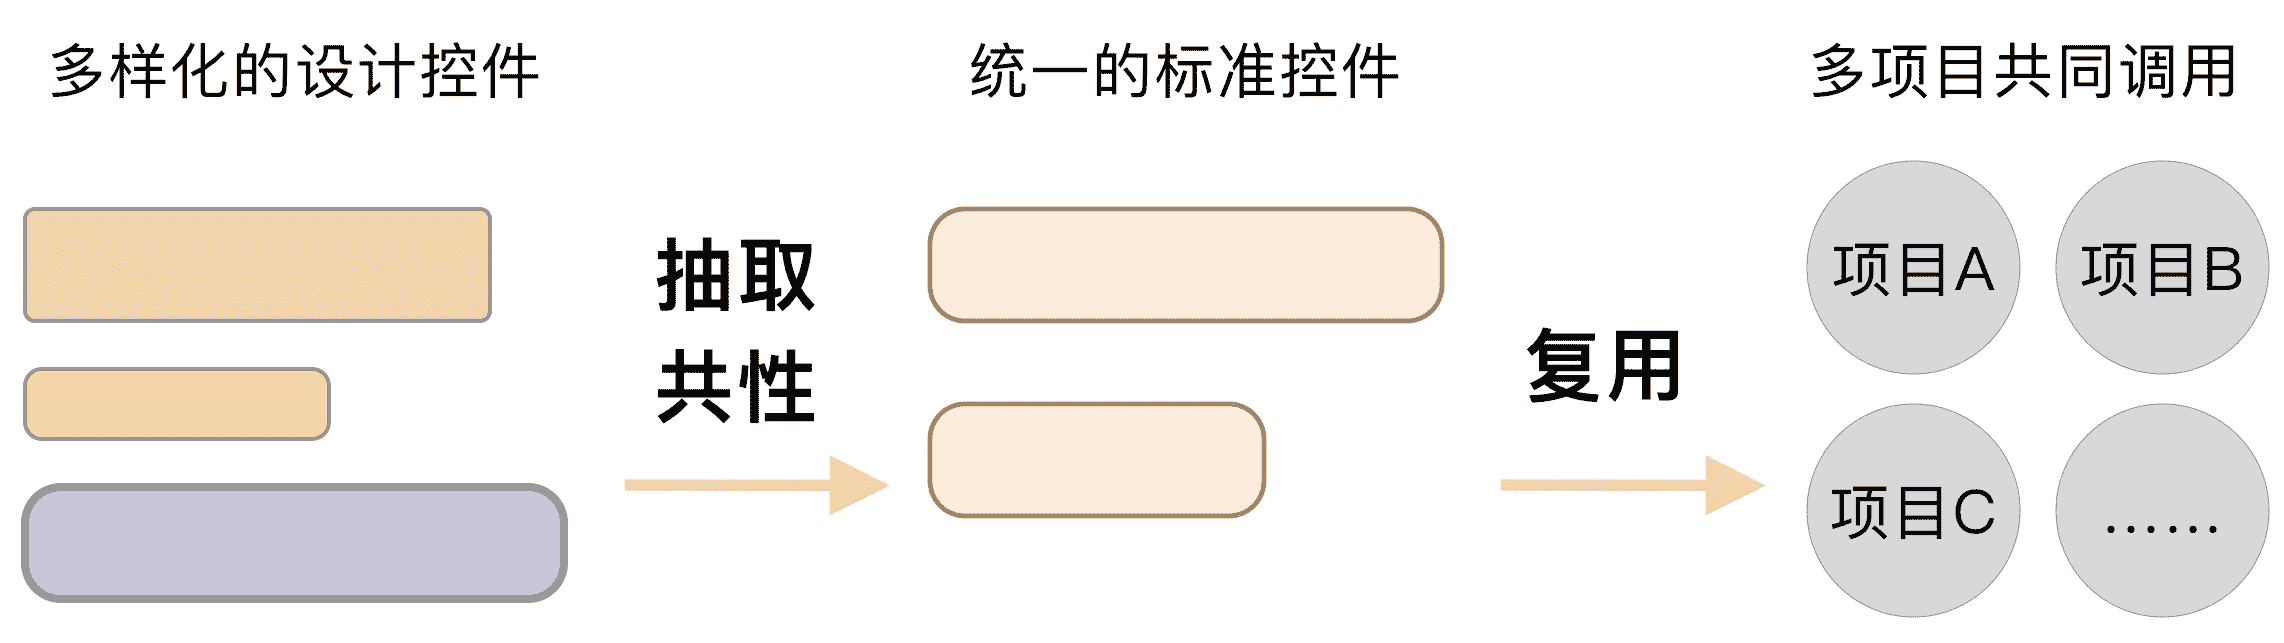 多样化的设计控件
统一的标准控件
多项目共同调用
抽取
共性
复用
项目A
项目B
项目C
……